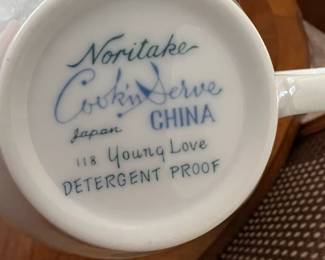 Noritake
Cook'n Serve
Japan CHINA
118 Young Love
DETERGENT PROOF